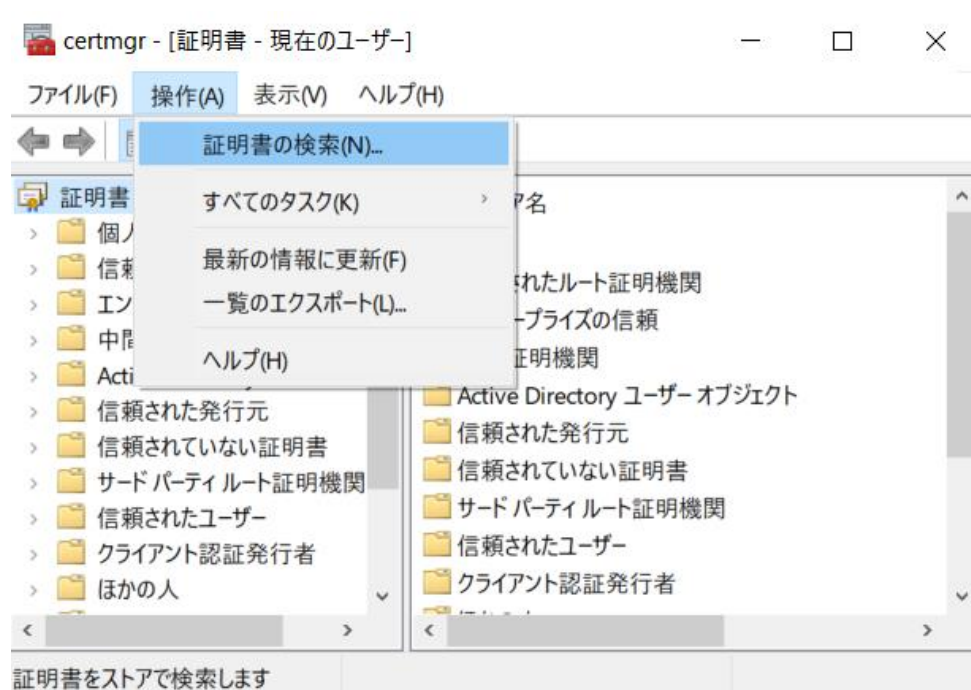 certmgr - [証明書 - 現在のユーザー]
ファイル(F) 操作(A) 表示(V) ヘルプ(H)
証明書の検索(N)...
すべてのタスク(K)
最新の情報に更新(F)
一覧のエクスポート(L)...
ヘルプ(H)
証明書
個人
信頼
エン
中間
Acti
信頼された発行元
信頼されていない証明書
サード パーティ ルート証明機関
信頼されたユーザー
クライアント認証発行者
ほかの人
ア名
されたルート証明機関
ープライズの信頼
証明機関
Active Directory ユーザー オブジェクト
信頼された発行元
信頼されていない証明書
サード パーティ ルート証明機関
信頼されたユーザー
クライアント認証発行者
証明書をストアで検索します